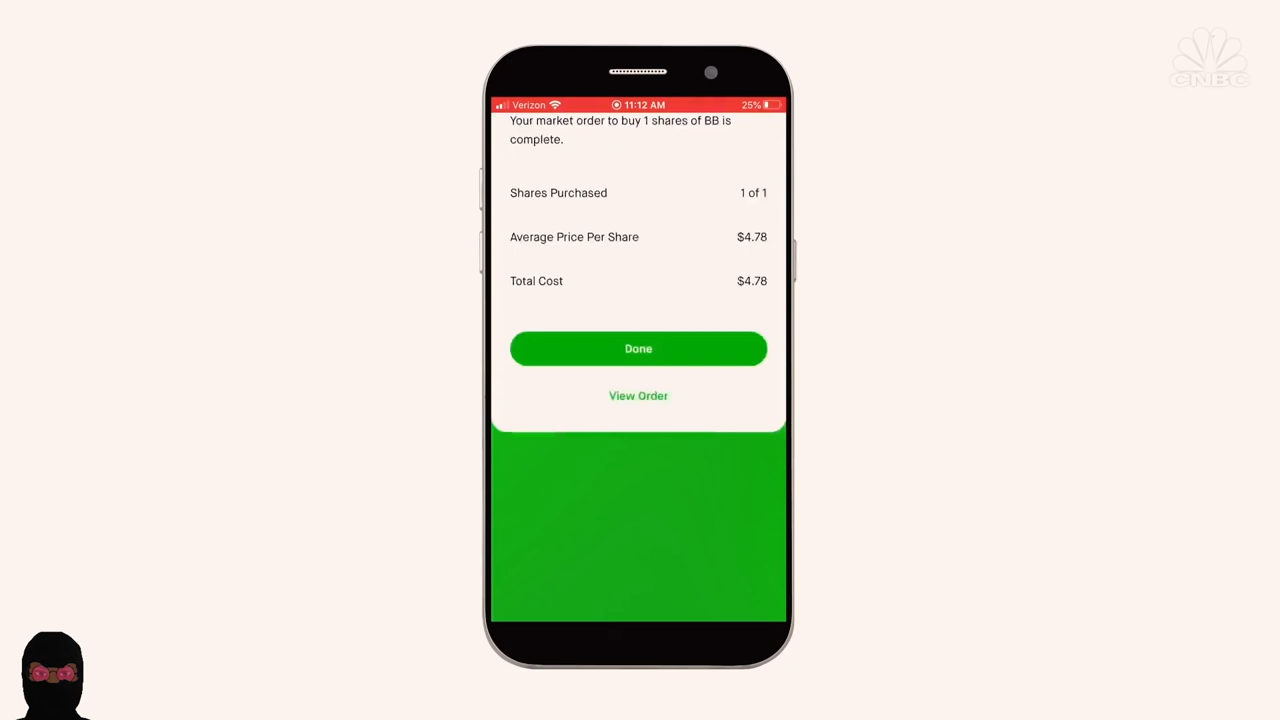 CNBC
Verizon 11:12 AM 25%
Your market order to buy 1 shares of BB is
complete.
Shares Purchased 1 of 1
Average Price Per Share $4.78
Total Cost $4.78
Done
View Order